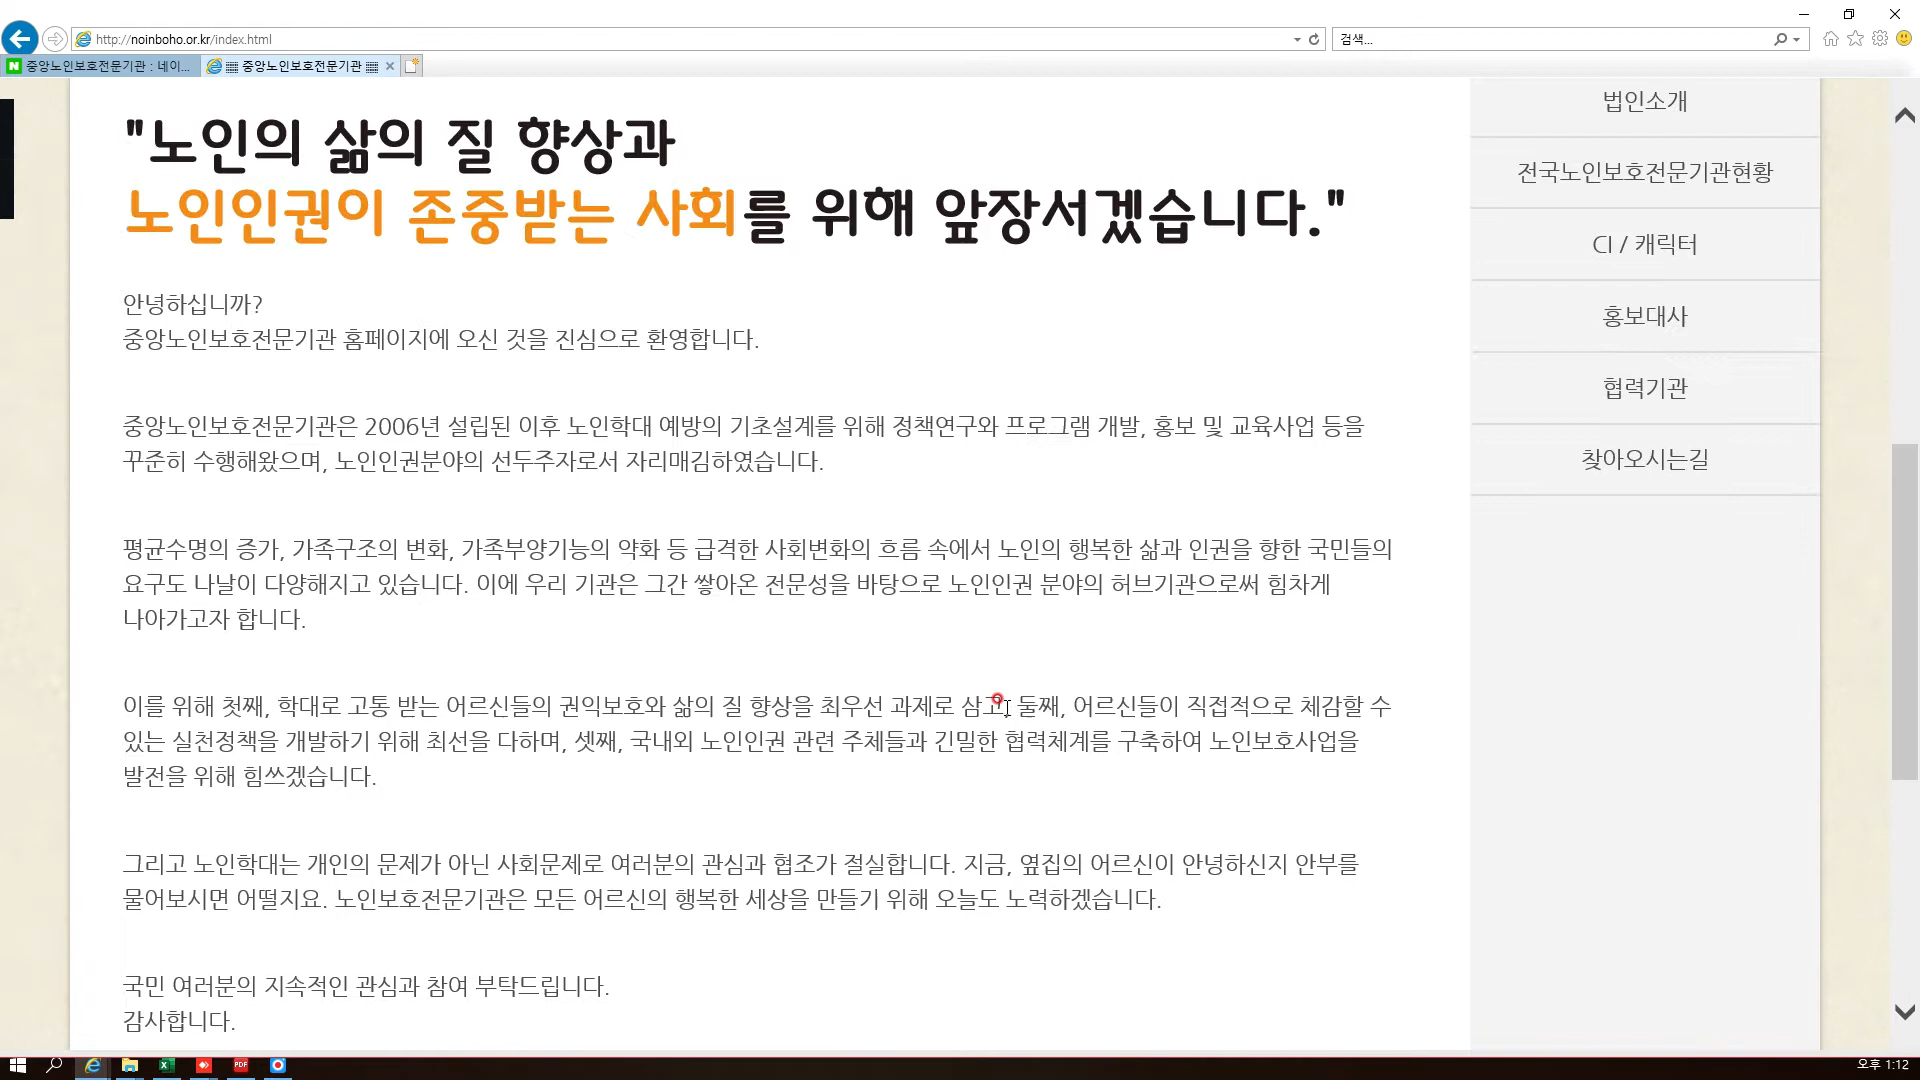 http://noinboho.or.kr/index.html
검색...
중앙노인보호전문기관 : 네이...
중앙노인보호전문기관
"노인의 삶의 질 향상과
노인인권이 존중받는 사회를 위해 앞장서겠습니다."
안녕하십니까?
중앙노인보호전문기관 홈페이지에 오신 것을 진심으로 환영합니다.
중앙노인보호전문기관은 2006년 설립된 이후 노인학대 예방의 기초설계를 위해 정책연구와 프로그램 개발, 홍보 및 교육사업 등을
꾸준히 수행해왔으며, 노인인권분야의 선두주자로서 자리매김하였습니다.
평균수명의 증가, 가족구조의 변화, 가족부양기능의 약화 등 급격한 사회변화의 흐름 속에서 노인의 행복한 삶과 인권을 향한 국민들의
요구도 나날이 다양해지고 있습니다. 이에 우리 기관은 그간 쌓아온 전문성을 바탕으로 노인인권 분야의 허브기관으로써 힘차게
나아가고자 합니다.
이를 위해 첫째, 학대로 고통 받는 어르신들의 권익보호와 삶의 질 향상을 최우선 과제로 삼고, 둘째, 어르신들이 직접적으로 체감할 수
있는 실천정책을 개발하기 위해 최선을 다하며, 셋째, 국내외 노인인권 관련 주체들과 긴밀한 협력체계를 구축하여 노인보호사업을
발전을 위해 힘쓰겠습니다.
그리고 노인학대는 개인의 문제가 아닌 사회문제로 여러분의 관심과 협조가 절실합니다. 지금, 옆집의 어르신이 안녕하신지 안부를
물어보시면 어떨지요. 노인보호전문기관은 모든 어르신의 행복한 세상을 만들기 위해 오늘도 노력하겠습니다.
국민 여러분의 지속적인 관심과 참여 부탁드립니다.
감사합니다.
법인소개
전국노인보호전문기관현황
CI / 캐릭터
홍보대사
협력기관
찾아오시는길
PDF
오후 1:12